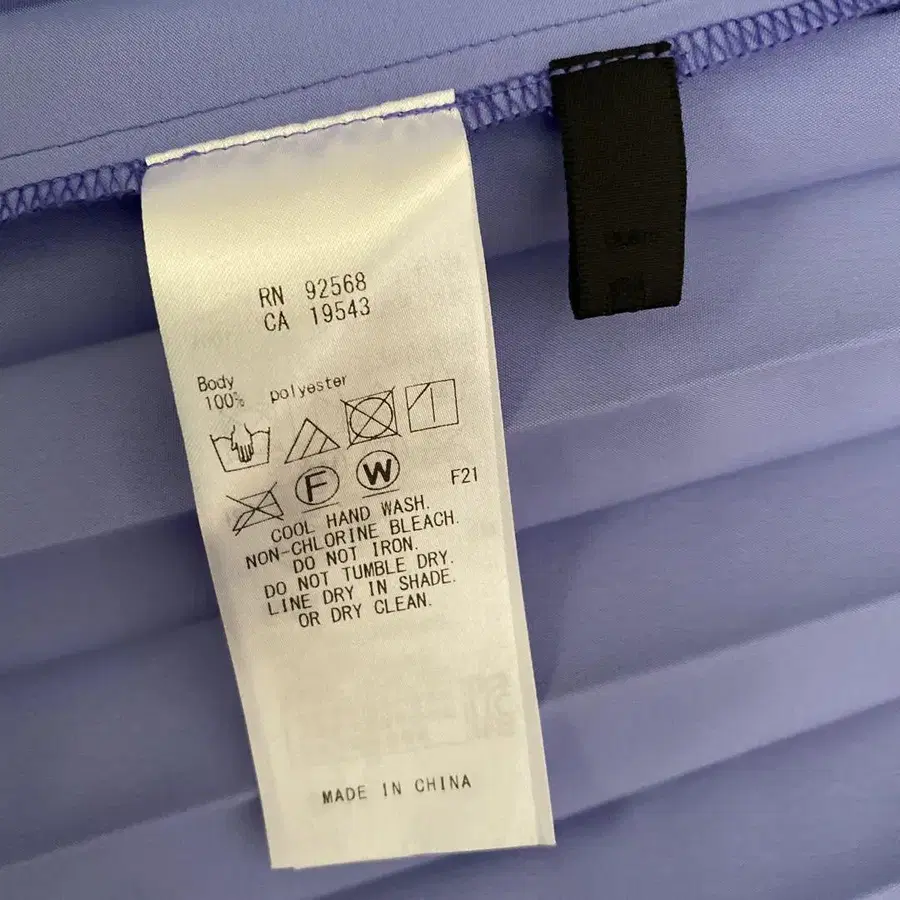 RN 92568
CA 19543
Body
100% polyester
F W F21
COOL HAND WASH.
NON-CHLORINE BLEACH.
DO NOT IRON.
DO NOT TUMBLE DRY.
LINE DRY IN SHADE.
OR DRY CLEAN.
MADE IN CHINA